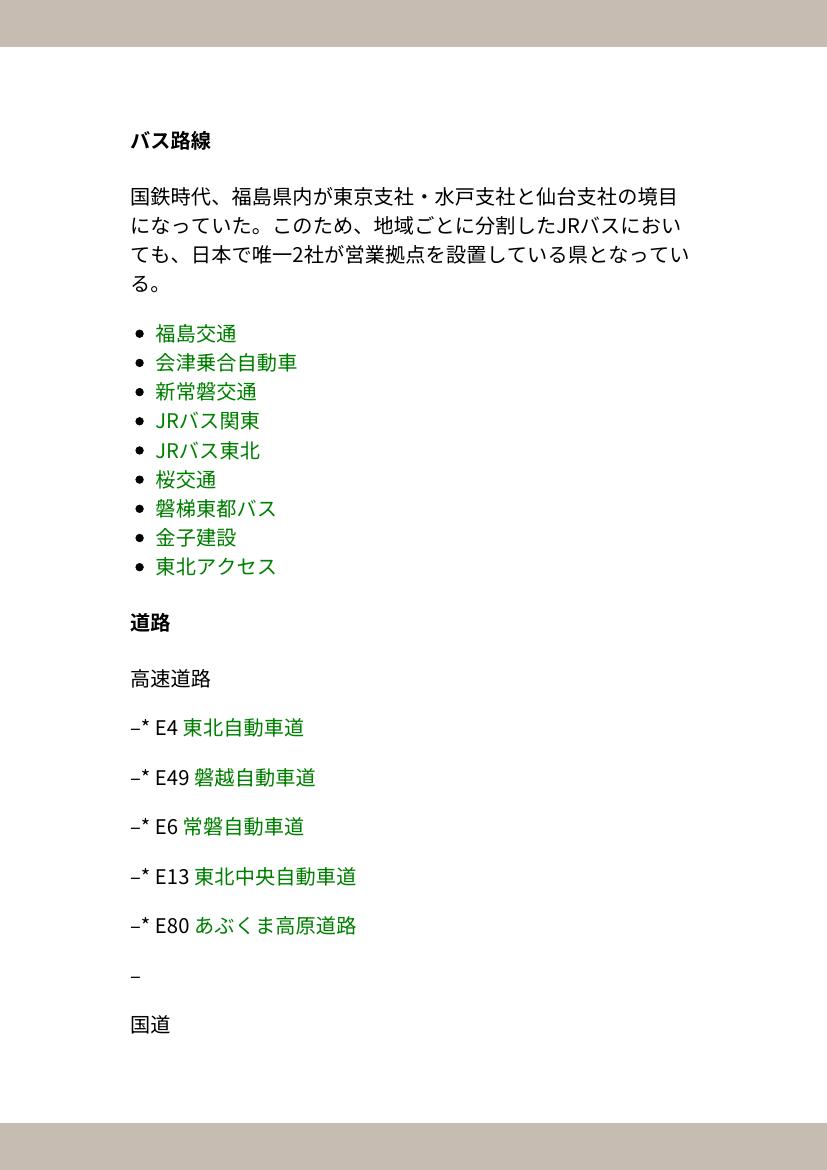 バス路線
国鉄時代、福島県内が東京支社・水戸支社と仙台支社の境目
になっていた。このため、地域ごとに分割したJRバスにおい
ても、日本で唯一2社が営業拠点を設置している県となってい
る。
• 福島交通
• 会津乗合自動車
• 新常磐交通
• JRバス関東
• JRバス東北
• 桜交通
• 磐梯東都バス
• 金子建設
• 東北アクセス
道路
高速道路
–* E4 東北自動車道
–* E49 磐越自動車道
–* E6 常磐自動車道
–* E13 東北中央自動車道
–* E80 あぶくま高原道路
–
国道